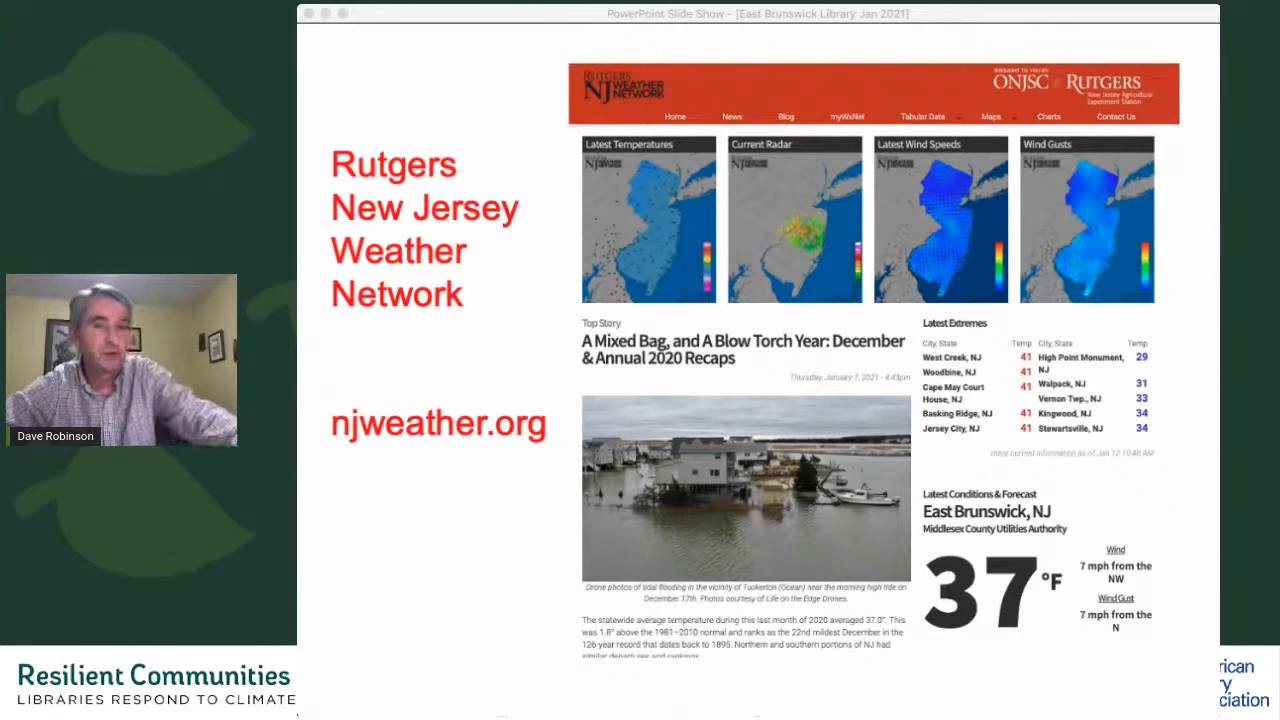 PowerPoint Slide Show - [East Brunswick Library Jan 2021]
Rutgers
New Jersey
Weather
Network
njweather.org
RUTGERS
NJ WEATHER
NETWORK
BROUGHT TO YOU BY
ONJSC RUTGERS
New Jersey Agricultural
Experiment Station
Home News Blog myWxNet Tabular Data Maps Charts Contact Us
Latest Temperatures
Current Radar
Latest Wind Speeds
Wind Gusts
Top Story
A Mixed Bag, and A Blow Torch Year: December
& Annual 2020 Recaps
Thursday, January 7, 2021 - 4:43pm
Drone photos of tidal flooding in the vicinity of Tuckerton (Ocean) near the morning high tide on
December 17th. Photos courtesy of Life on the Edge Drones.
The statewide average temperature during this last month of 2020 averaged 37.0°. This
was 1.8° above the 1981–2010 normal and ranks as the 22nd mildest December in the
126-year record that dates back to 1895. Northern and southern portions of NJ had
similar departures and rankings.
Latest Extremes
City, State Temp City, State Temp
West Creek, NJ 41 High Point Monument, NJ 29
Woodbine, NJ 41 Walpack, NJ 31
Cape May Court House, NJ 41 Vernon Twp., NJ 33
Basking Ridge, NJ 41 Kingwood, NJ 34
Jersey City, NJ 41 Stewartsville, NJ 34
most current information as of Jan 12 10:48 AM
Latest Conditions & Forecast
East Brunswick, NJ
Middlesex County Utilities Authority
37°F
Wind
7 mph from the
NW
Wind Gust
7 mph from the
N
Dave Robinson
Resilient Communities
LIBRARIES RESPOND TO CLIMATE
rican
ry
ciation